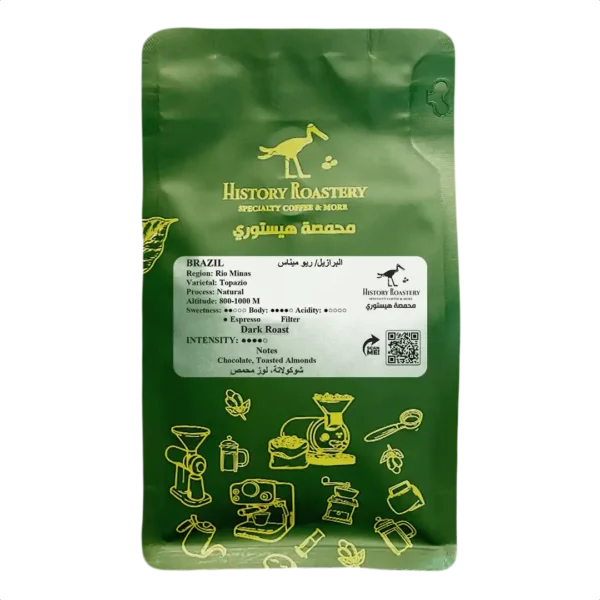 HISTORY ROASTERY
SPECIALTY COFFEE & MORE
محمصة هيستوري
BRAZIL البرازيل/ ريو ميناس
Region: Rio Minas
Varietal: Topazio
Process: Natural
Altitude: 800-1000 M
Sweetness: ●●○○○ Body: ●●●●○ Acidity: ●○○○○
● Espresso Filter
Dark Roast
INTENSITY: ●●●●○
Notes
Chocolate, Toasted Almonds
شوكولاتة، لوز محمص
HISTORY ROASTERY
SPECIALTY COFFEE & MORE
محمصة هيستوري
SCAN
ME!